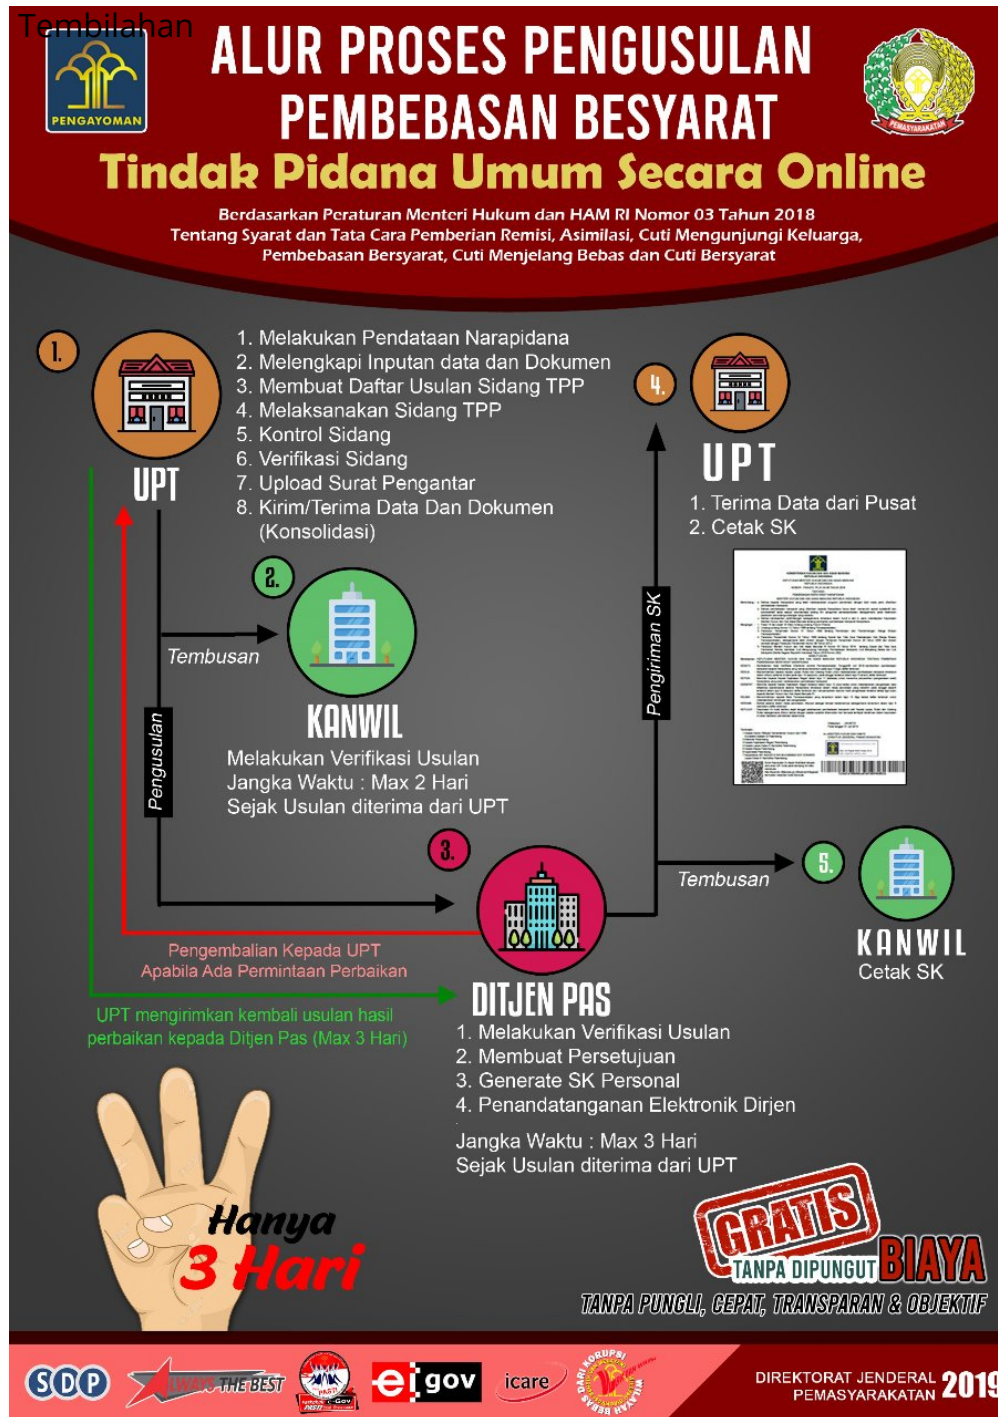 Tembilahan
PENGAYOMAN
ALUR PROSES PENGUSULAN
PEMBEBASAN BESYARAT
PEMASYARAKATAN
Tindak Pidana Umum Secara Online
Berdasarkan Peraturan Menteri Hukum dan HAM RI Nomor 03 Tahun 2018
Tentang Syarat dan Tata Cara Pemberian Remisi, Asimilasi, Cuti Mengunjungi Keluarga,
Pembebasan Bersyarat, Cuti Menjelang Bebas dan Cuti Bersyarat
1.
UPT
1. Melakukan Pendataan Narapidana
2. Melengkapi Inputan data dan Dokumen
3. Membuat Daftar Usulan Sidang TPP
4. Melaksanakan Sidang TPP
5. Kontrol Sidang
6. Verifikasi Sidang
7. Upload Surat Pengantar
8. Kirim/Terima Data Dan Dokumen
(Konsolidasi)
4.
UPT
1. Terima Data dari Pusat
2. Cetak SK
2.
Tembusan
KANWIL
Melakukan Verifikasi Usulan
Jangka Waktu : Max 2 Hari
Sejak Usulan diterima dari UPT
Pengusulan
Pengiriman SK
3.
Tembusan
5.
KANWIL
Cetak SK
Pengembalian Kepada UPT
Apabila Ada Permintaan Perbaikan
UPT mengirimkan kembali usulan hasil
perbaikan kepada Ditjen Pas (Max 3 Hari)
DITJEN PAS
1. Melakukan Verifikasi Usulan
2. Membuat Persetujuan
3. Generate SK Personal
4. Penandatanganan Elektronik Dirjen
Jangka Waktu : Max 3 Hari
Sejak Usulan diterima dari UPT
Hanya
3 Hari
GRATIS
TANPA DIPUNGUT BIAYA
TANPA PUNGLI, CEPAT, TRANSPARAN & OBJEKTIF
SDP
ALWAYS THE BEST
PASTI
e-gov
icare
WILAYAH BEBAS DARI KORUPSI
DIREKTORAT JENDERAL
PEMASYARAKATAN 2019